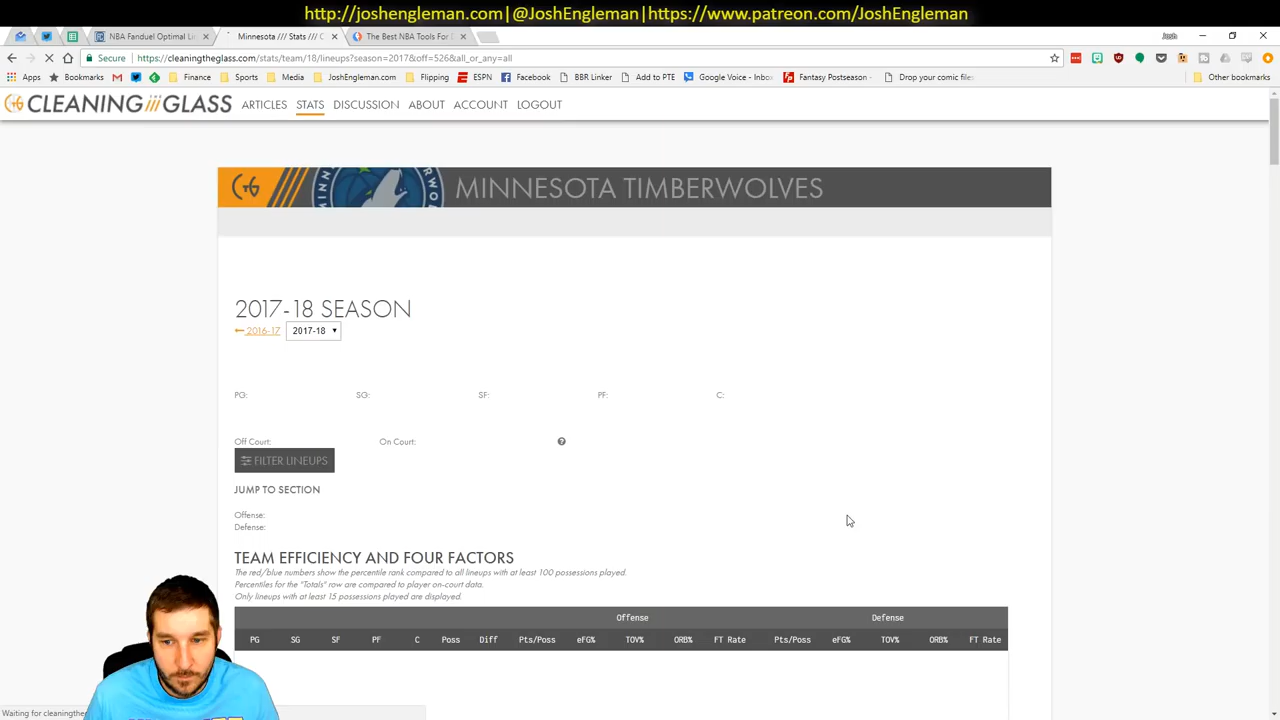 http://joshengleman.com|@JoshEngleman|https://www.patreon.com/JoshEngleman
NBA Fanduel Optimal Lin
Minnesota /// Stats /// C
The Best NBA Tools For D
Josh
Secure
https://cleaningtheglass.com/stats/team/18/lineups?season=2017&off=526&all_or_any=all
Apps
Bookmarks
Finance
Sports
Media
JoshEngleman.com
Flipping
ESPN
Facebook
BBR Linker
Add to PTE
Google Voice - Inbox
Fantasy Postseason -
Drop your comic files
Other bookmarks
CLEANING THE GLASS
ARTICLES
STATS
DISCUSSION
ABOUT
ACCOUNT
LOGOUT
MINNESOTA TIMBERWOLVES
2017-18 SEASON
2016-17
2017-18
PG:
SG:
SF:
PF:
C:
Off Court:
On Court:
FILTER LINEUPS
JUMP TO SECTION
Offense:
Defense:
TEAM EFFICIENCY AND FOUR FACTORS
The red/blue numbers show the percentile rank compared to all lineups with at least 100 possessions played.
Percentiles for the "Totals" row are compared to player on-court data.
Only lineups with at least 15 possessions played are displayed.
Offense
Defense
PG SG SF PF C Poss Diff Pts/Poss eFG% TOV% ORB% FT Rate Pts/Poss eFG% TOV% ORB% FT Rate
Waiting for cleaningthe